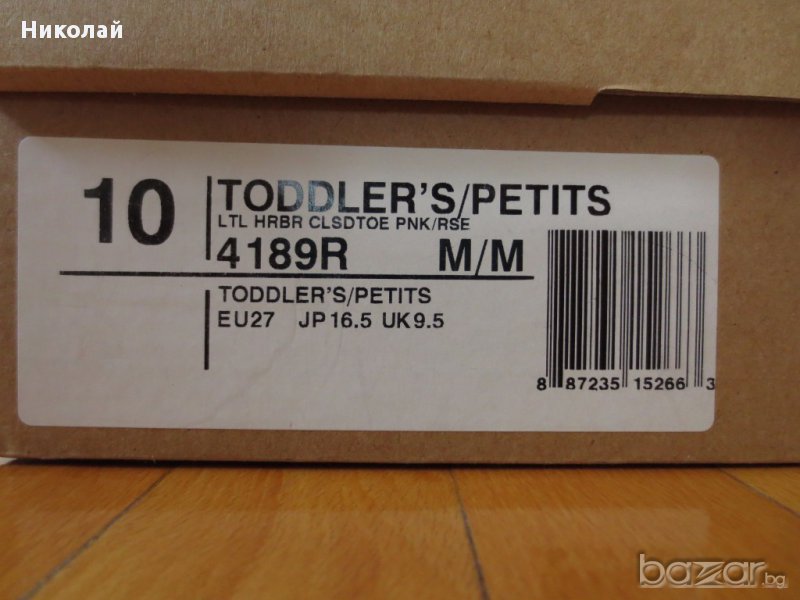 Николай
10
TODDLER'S/PETITS
LTL HRBR CLSDTOE PNK/RSE
4189R M/M
TODDLER'S/PETITS
EU27 JP16.5 UK9.5
8 87235 15266 3
bazar.bg